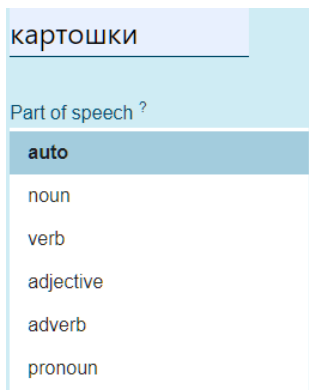 картошки
Part of speech ?
auto
noun
verb
adjective
adverb
pronoun